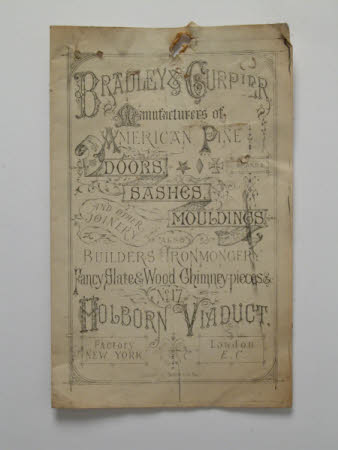 BRADLEY & CURRIER
Manufacturers of
AMERICAN PINE
DOORS
SASHES
AND OTHER JOINERY
MOULDINGS
ALSO
BUILDERS IRONMONGERY
Fancy Slate & Wood Chimney-pieces &
No. 17
HOLBORN VIADUCT.
Factory
NEW YORK
London
E.C.